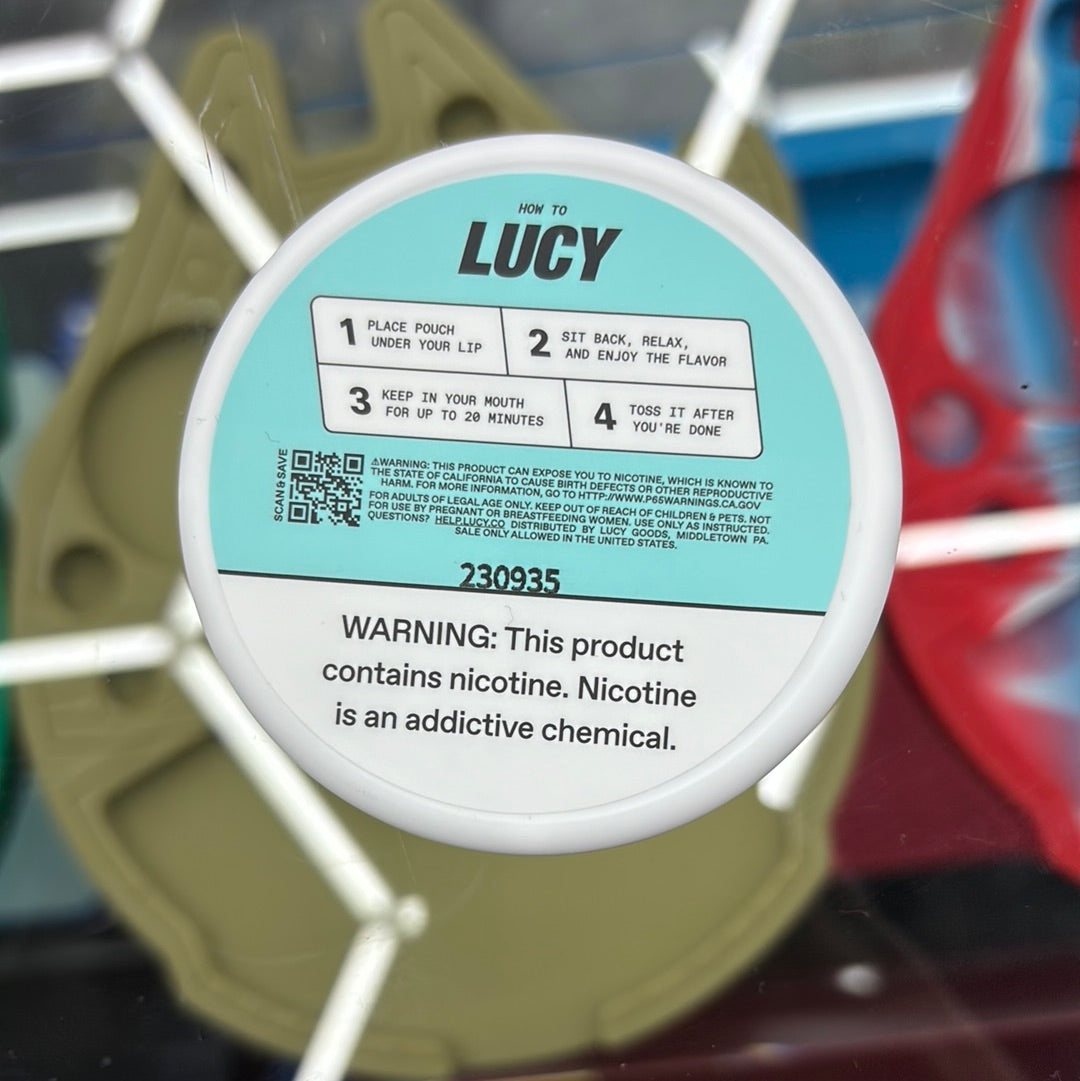 HOW TO
LUCY
1 PLACE POUCH
UNDER YOUR LIP
2 SIT BACK, RELAX,
AND ENJOY THE FLAVOR
3 KEEP IN YOUR MOUTH
FOR UP TO 20 MINUTES
4 TOSS IT AFTER
YOU'RE DONE
SCAN & SAVE
⚠WARNING: THIS PRODUCT CAN EXPOSE YOU TO NICOTINE, WHICH IS KNOWN TO
THE STATE OF CALIFORNIA TO CAUSE BIRTH DEFECTS OR OTHER REPRODUCTIVE
HARM. FOR MORE INFORMATION, GO TO HTTP://WWW.P65WARNINGS.CA.GOV
FOR ADULTS OF LEGAL AGE ONLY. KEEP OUT OF REACH OF CHILDREN & PETS. NOT
FOR USE BY PREGNANT OR BREASTFEEDING WOMEN. USE ONLY AS INSTRUCTED.
QUESTIONS? HELP.LUCY.CO DISTRIBUTED BY LUCY GOODS, MIDDLETOWN PA.
SALE ONLY ALLOWED IN THE UNITED STATES.
230935
WARNING: This product
contains nicotine. Nicotine
is an addictive chemical.